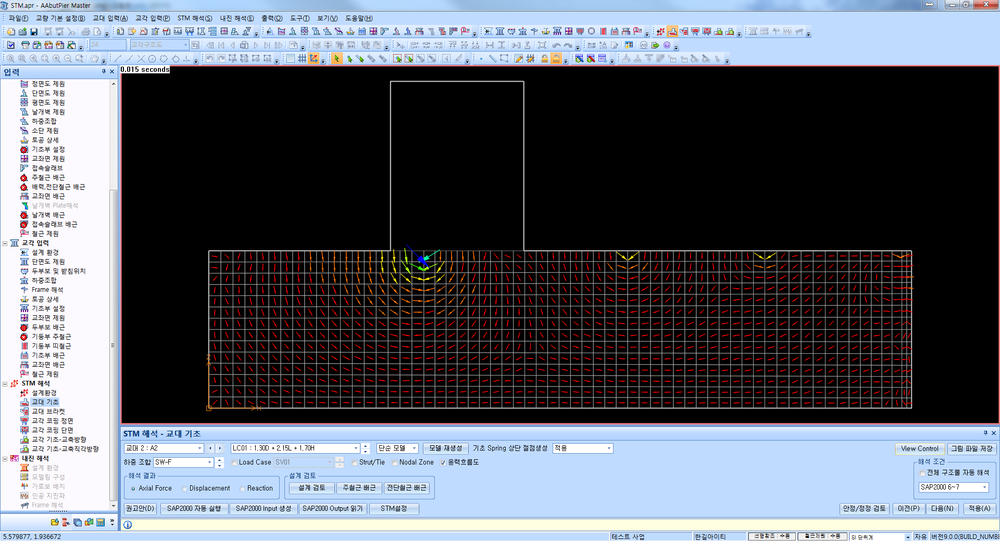 STM.apr - AAbutPier Master
파일(F) 교량 기본 설정(B) 교대 입력(A) 교각 입력(P) STM 해석(S) 내진 해석(E) 출력(O) 도구(T) 보기(V) 도움말(H)
24 교각구조도
입력
0.015 seconds
정면도 제원
단면도 제원
평면도 제원
날개벽 제원
하중조합
소단 제원
토공 상세
기초부 설정
교좌면 제원
접속슬래브
주철근 배근
배력,전단철근 배근
교좌면 배근
날개벽 Plate해석
날개벽 배근
접속슬래브 배근
철근 제원
교각 입력
설계 환경
단면도 제원
두부보 및 받침위치
하중조합
Frame 해석
토공 상세
기초부 설정
교좌면 제원
두부보 배근
기둥부 주철근
기둥부 띠철근
기초부 배근
교좌면 배근
철근 제원
STM 해석
설계환경
교대 기초
교대 브라켓
교각 코핑 정면
교각 코핑 단면
교각 기초-교축방향
교각 기초-교축직각방향
내진 해석
설계 환경
모델링 구성
가로보 배치
인공 지진파
Frame 해석
Z
X
STM 해석 - 교대 기초
교대 2 : A2 LC01 : 1,30D + 2,15L + 1,70H 단순 모델 모델 재생성 기초 Spring 상단 절점생성 적용 View Control 그림 파일 저장
하중 조합 SW-F Load Case SV01 Strut/Tie Nodal Zone 응력흐름도
해석 조건
전체 구조물 자동 해석
SAP2000 6~7
해석 결과 설계 검토
Axial Force Displacement Reaction 설계 검토 주철근 배근 전단철근 배근
권고안(D) SAP2000 자동 실행 SAP2000 Input 생성 SAP2000 Output 읽기 STM설정 안정/정정 검토 이전(P) 다음(N) 적용(A)
5.579877, 1.936672 테스트 사업 한길아이티 선형참조 : 수동 철근제원 : 수동 SI 단위계 자유 버전9.0.0(BUILD_NUMBE